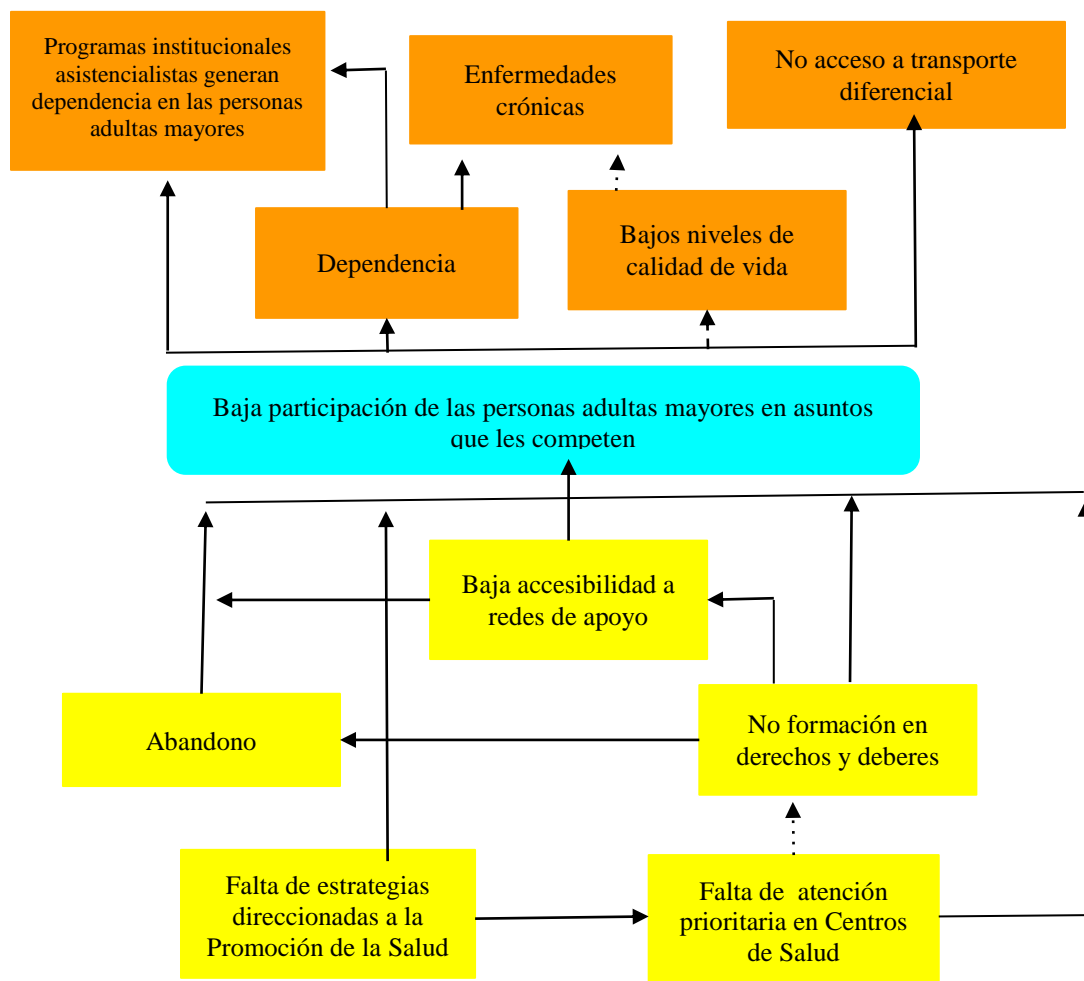 Programas institucionales
asistencialistas generan
dependencia en las personas
adultas mayores
Enfermedades
crónicas
No acceso a transporte
diferencial
Dependencia
Bajos niveles de
calidad de vida
Baja participación de las personas adultas mayores en asuntos
que les competen
Baja accesibilidad a
redes de apoyo
Abandono
No formación en
derechos y deberes
Falta de estrategias
direccionadas a la
Promoción de la Salud
Falta de  atención
prioritaria en Centros
de Salud